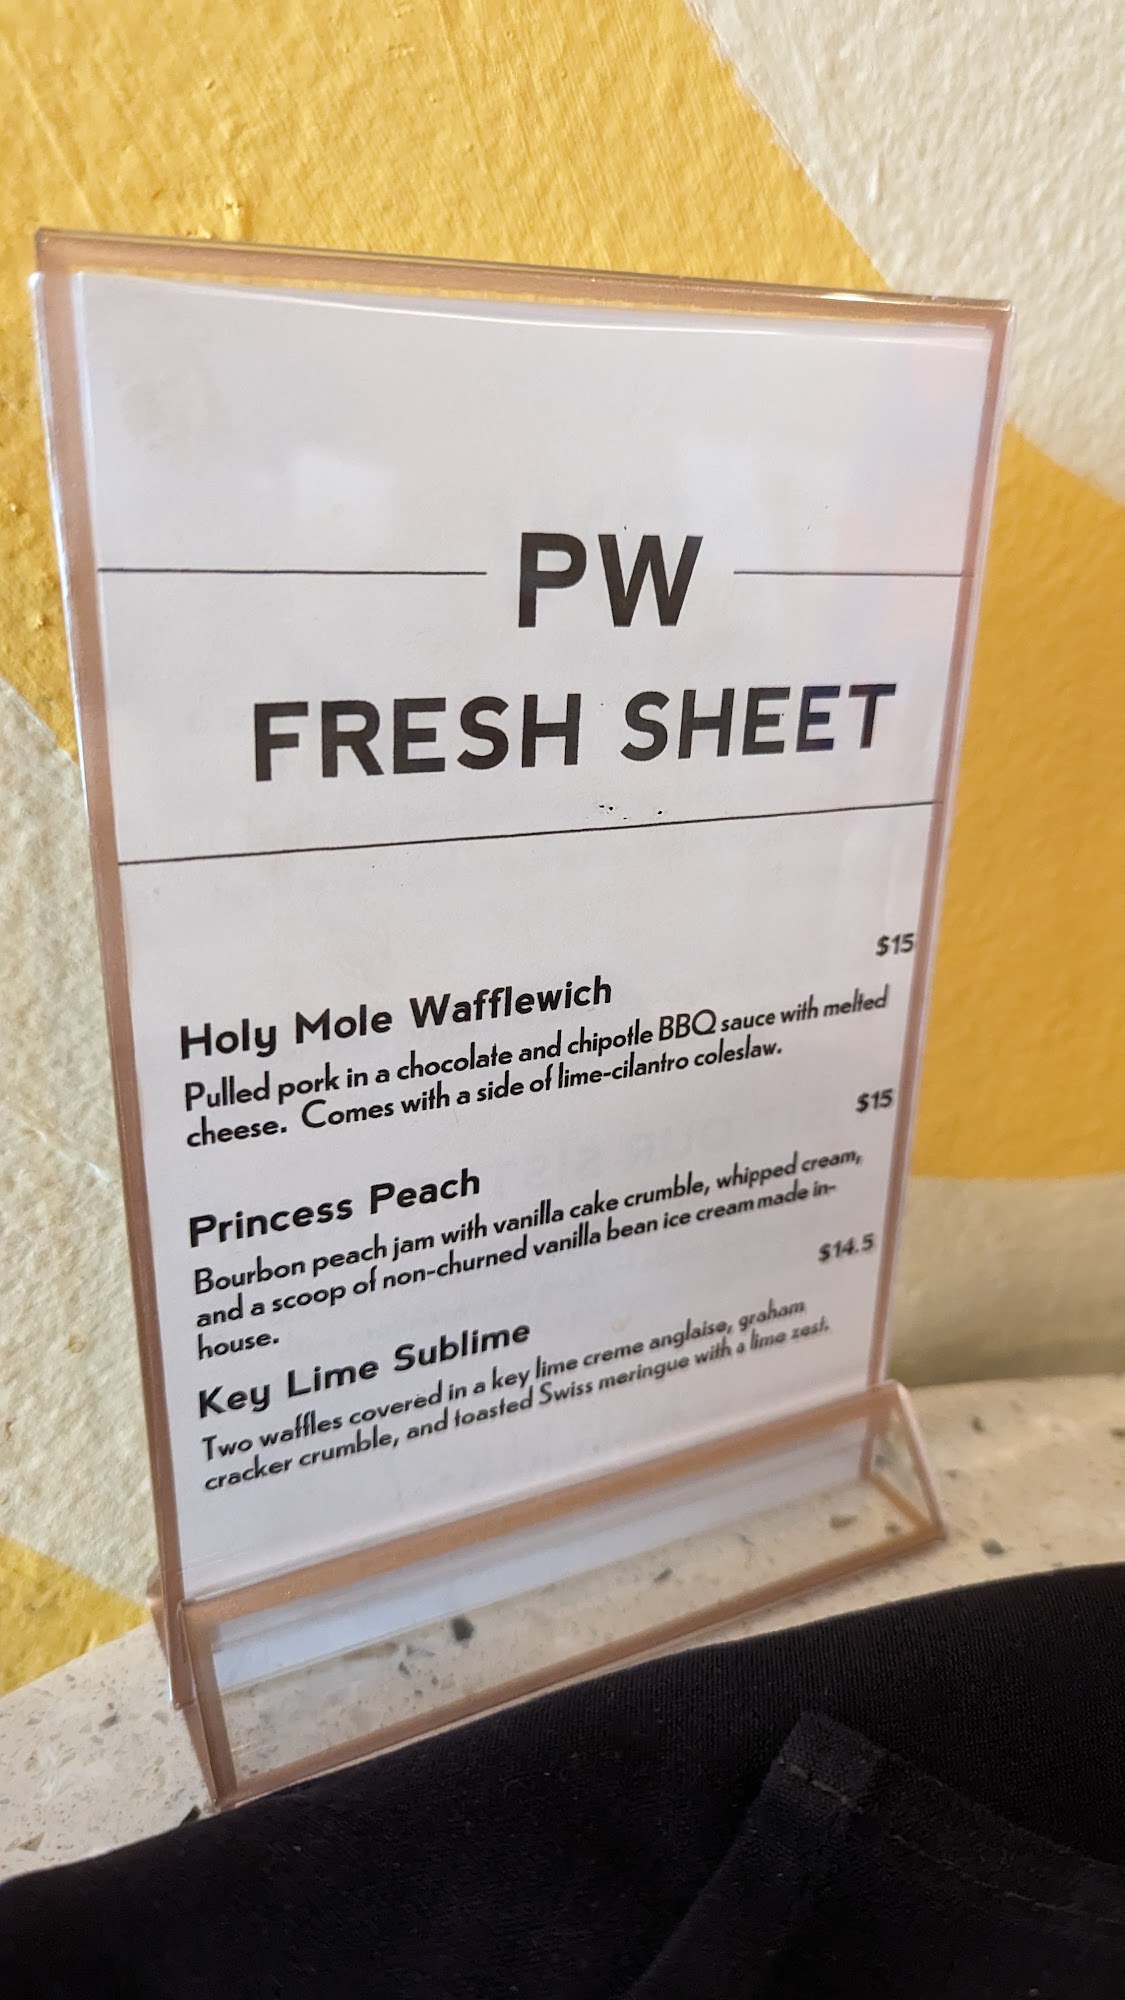 PW
FRESH SHEET
$15
Holy Mole Wafflewich
Pulled pork in a chocolate and chipotle BBQ sauce with melted
cheese. Comes with a side of lime-cilantro coleslaw.
$15
Princess Peach
Bourbon peach jam with vanilla cake crumble, whipped cream,
and a scoop of non-churned vanilla bean ice cream made in-
house.
$14.5
Key Lime Sublime
Two waffles covered in a key lime creme anglaise, graham
cracker crumble, and toasted Swiss meringue with a lime zest.